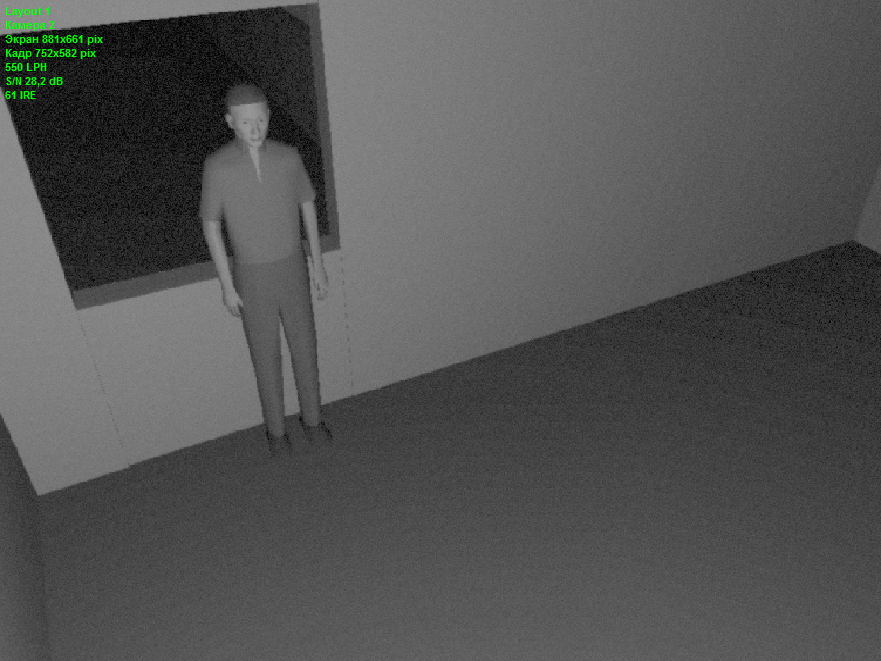 Layout 1
Камера 2
Экран 881x661 pix
Кадр 752x582 pix
550 LPH
S/N 28,2 dB
61 IRE